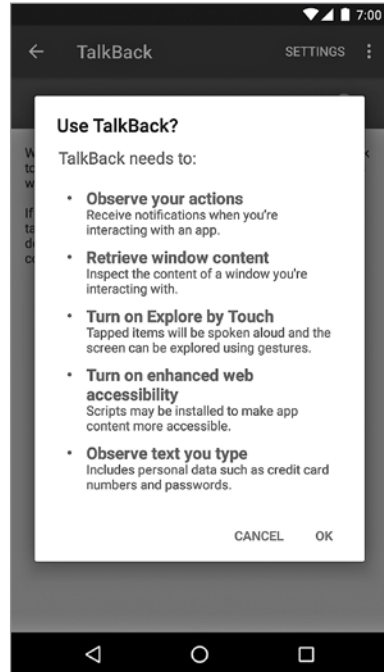 7:00
TalkBack SETTINGS
Use TalkBack?
TalkBack needs to:
• Observe your actions
Receive notifications when you're
interacting with an app.
• Retrieve window content
Inspect the content of a window you're
interacting with.
• Turn on Explore by Touch
Tapped items will be spoken aloud and the
screen can be explored using gestures.
• Turn on enhanced web
accessibility
Scripts may be installed to make app
content more accessible.
• Observe text you type
Includes personal data such as credit card
numbers and passwords.
CANCEL OK